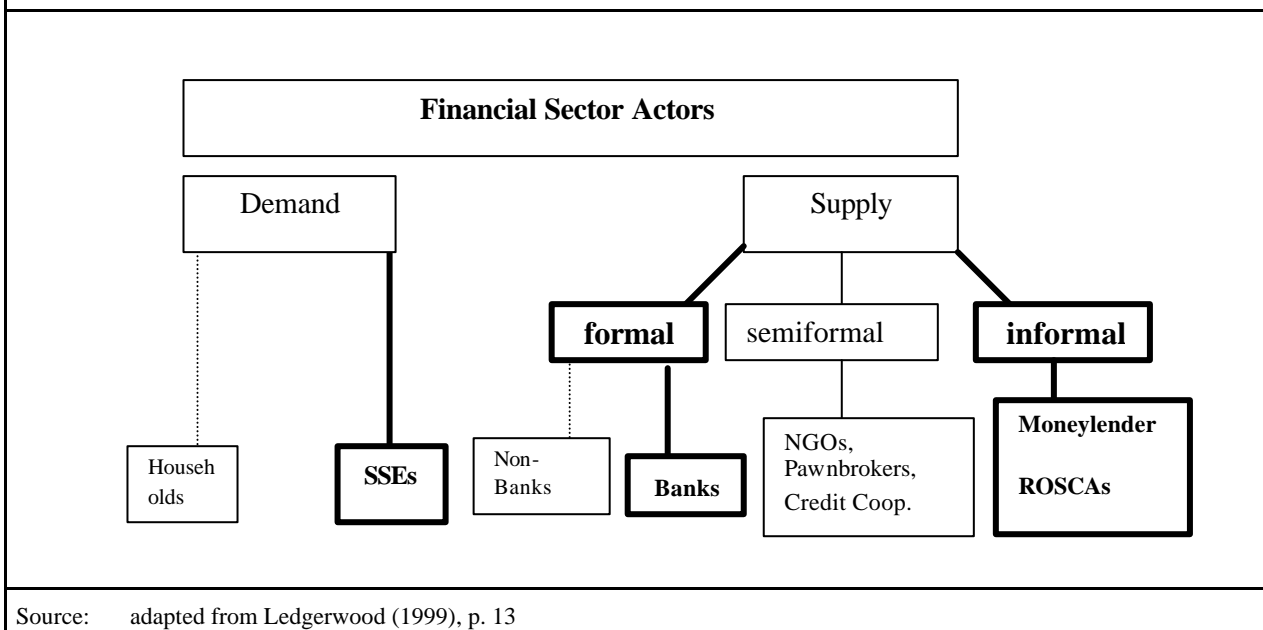 Financial Sector Actors
Demand
Supply
formal
semiformal
informal
Househ
olds
SSEs
Non-
Banks
Banks
NGOs,
Pawnbrokers,
Credit Coop.
Moneylender
ROSCAs
Source: adapted from Ledgerwood (1999), p. 13